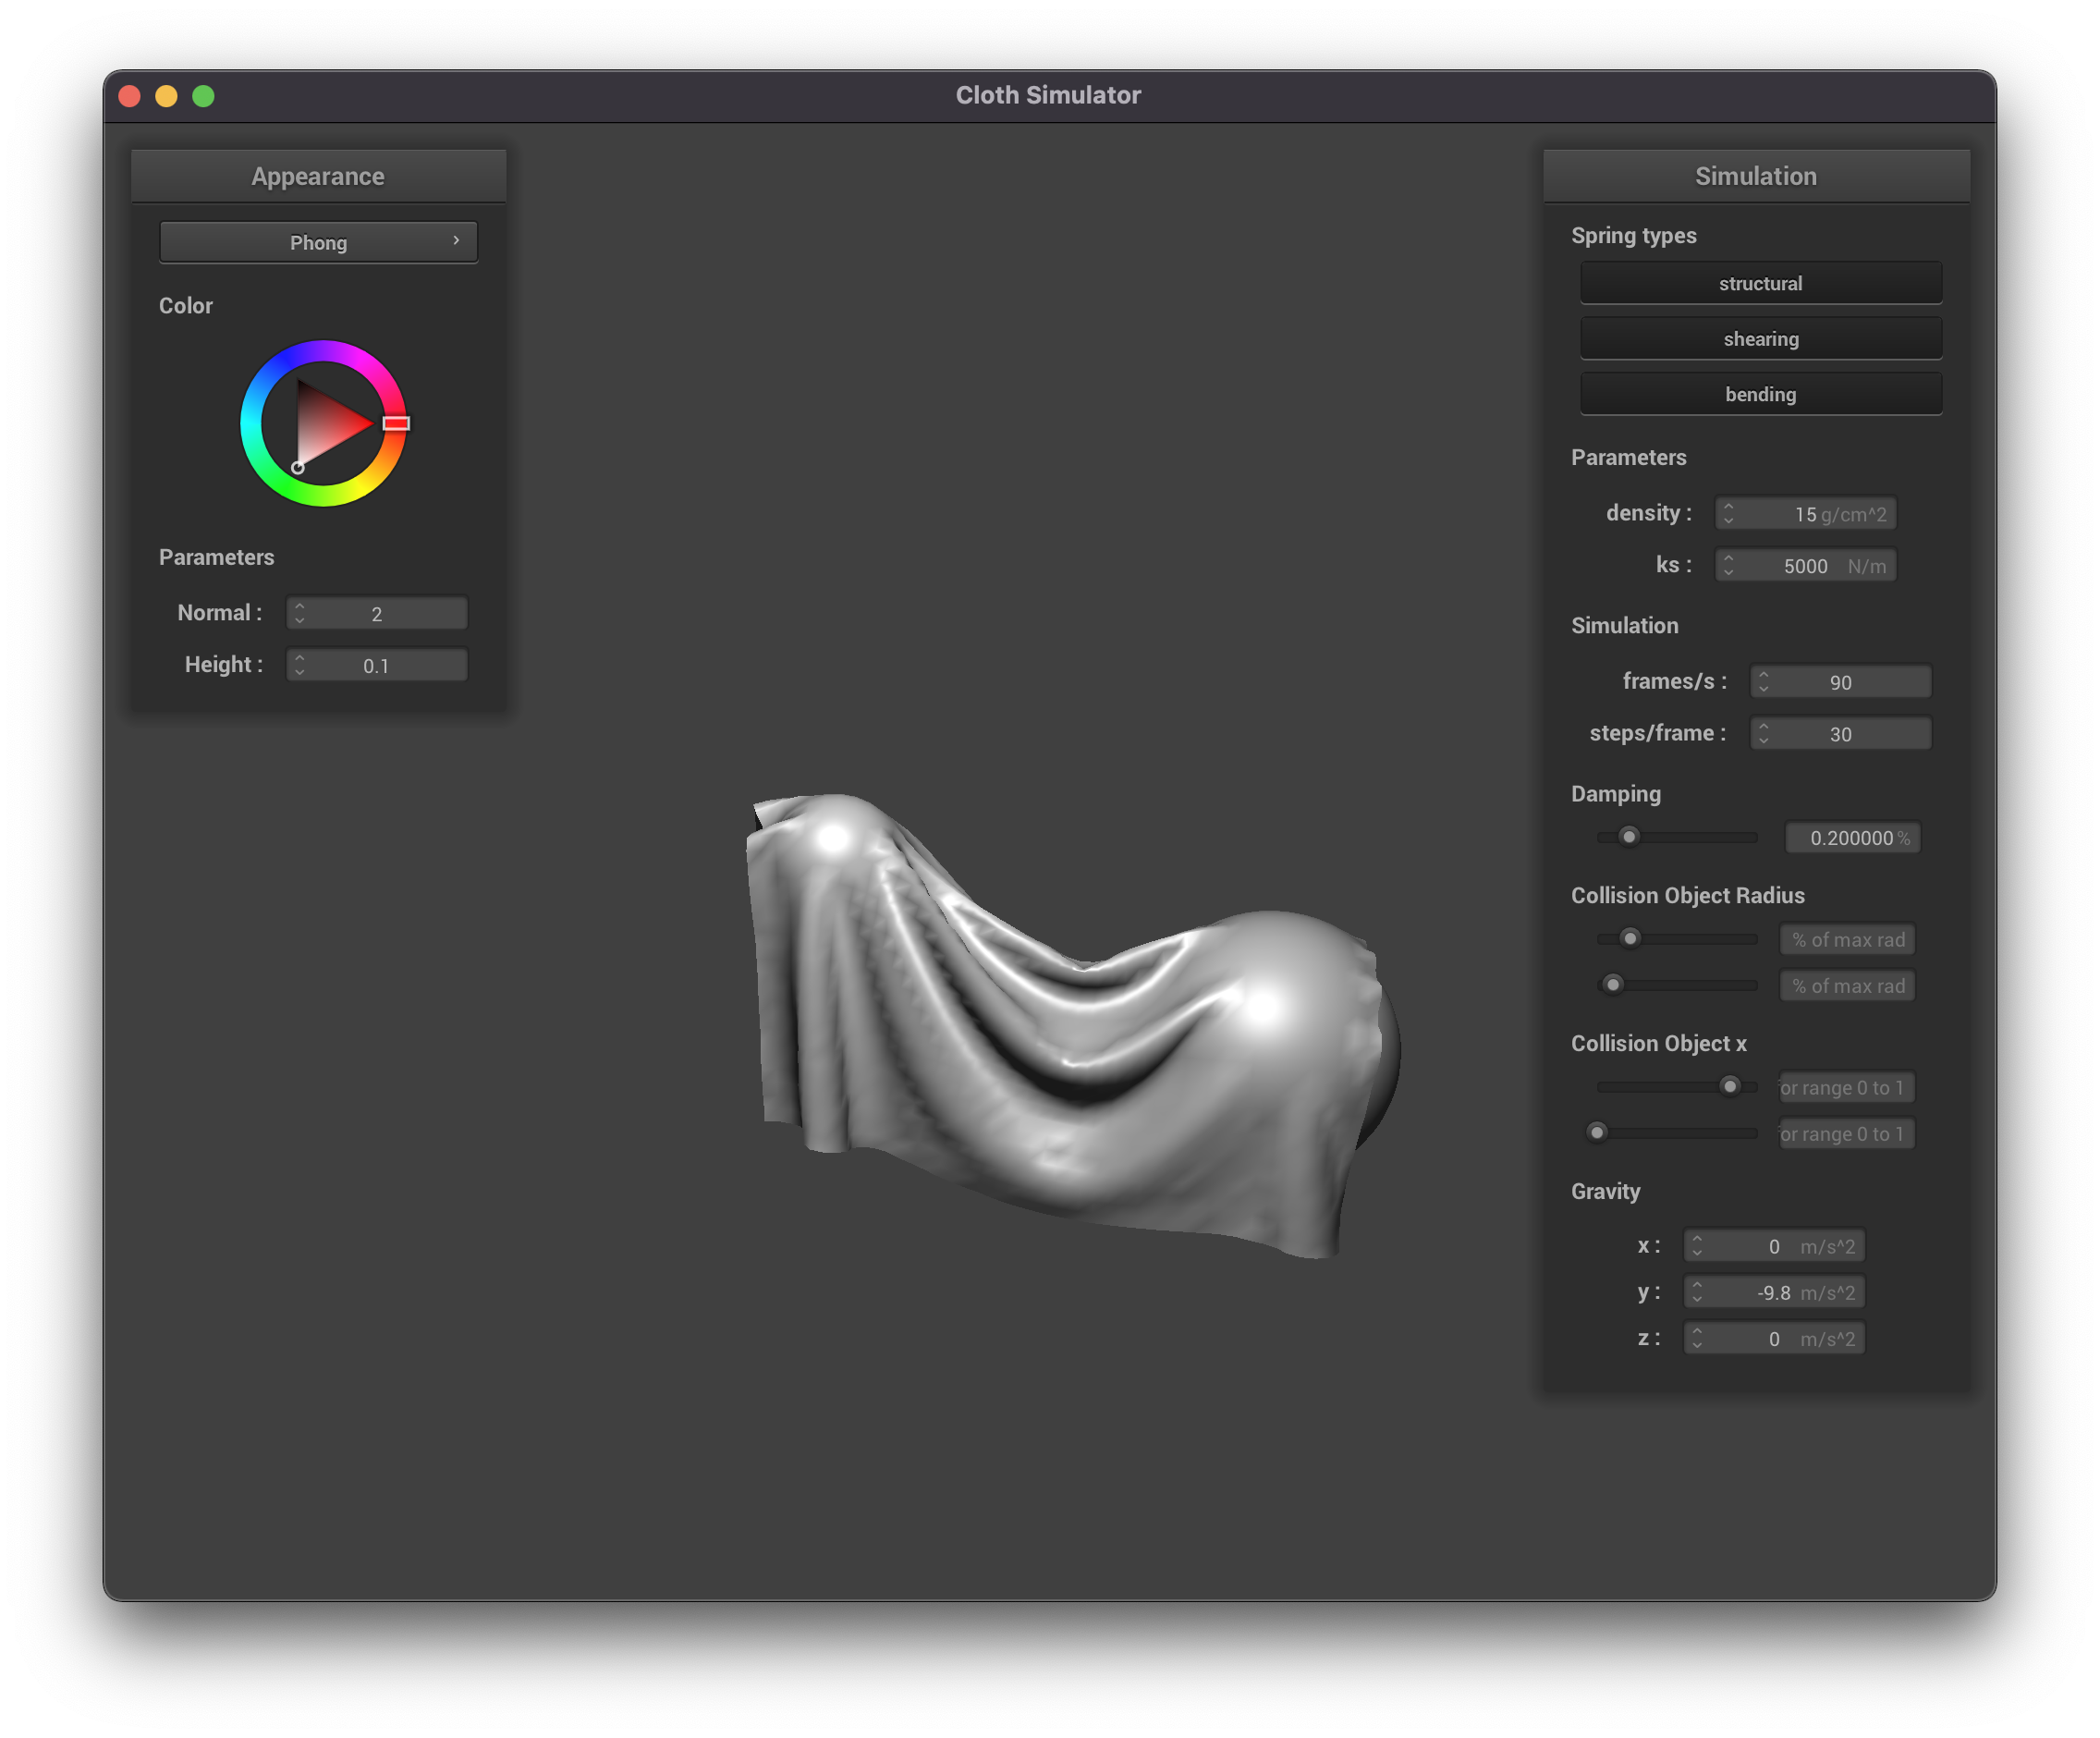 Cloth Simulator
Appearance
Phong
Color
Parameters
Normal : 2
Height : 0.1
Simulation
Spring types
structural
shearing
bending
Parameters
density : 15 g/cm^2
ks : 5000 N/m
Simulation
frames/s : 90
steps/frame : 30
Damping
0.200000 %
Collision Object Radius
% of max rad
% of max rad
Collision Object x
or range 0 to 1
or range 0 to 1
Gravity
x : 0 m/s^2
y : -9.8 m/s^2
z : 0 m/s^2